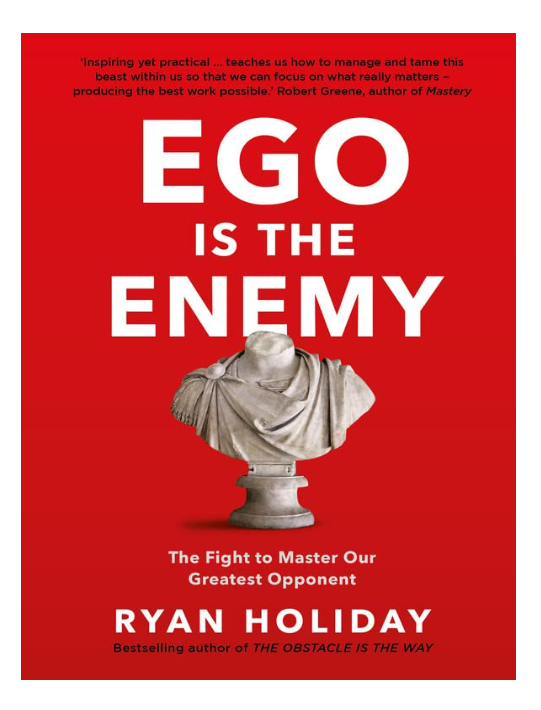 'Inspiring yet practical ... teaches us how to manage and tame this
beast within us so that we can focus on what really matters –
producing the best work possible.' Robert Greene, author of Mastery
EGO
IS THE
ENEMY
The Fight to Master Our
Greatest Opponent
RYAN HOLIDAY
Bestselling author of THE OBSTACLE IS THE WAY